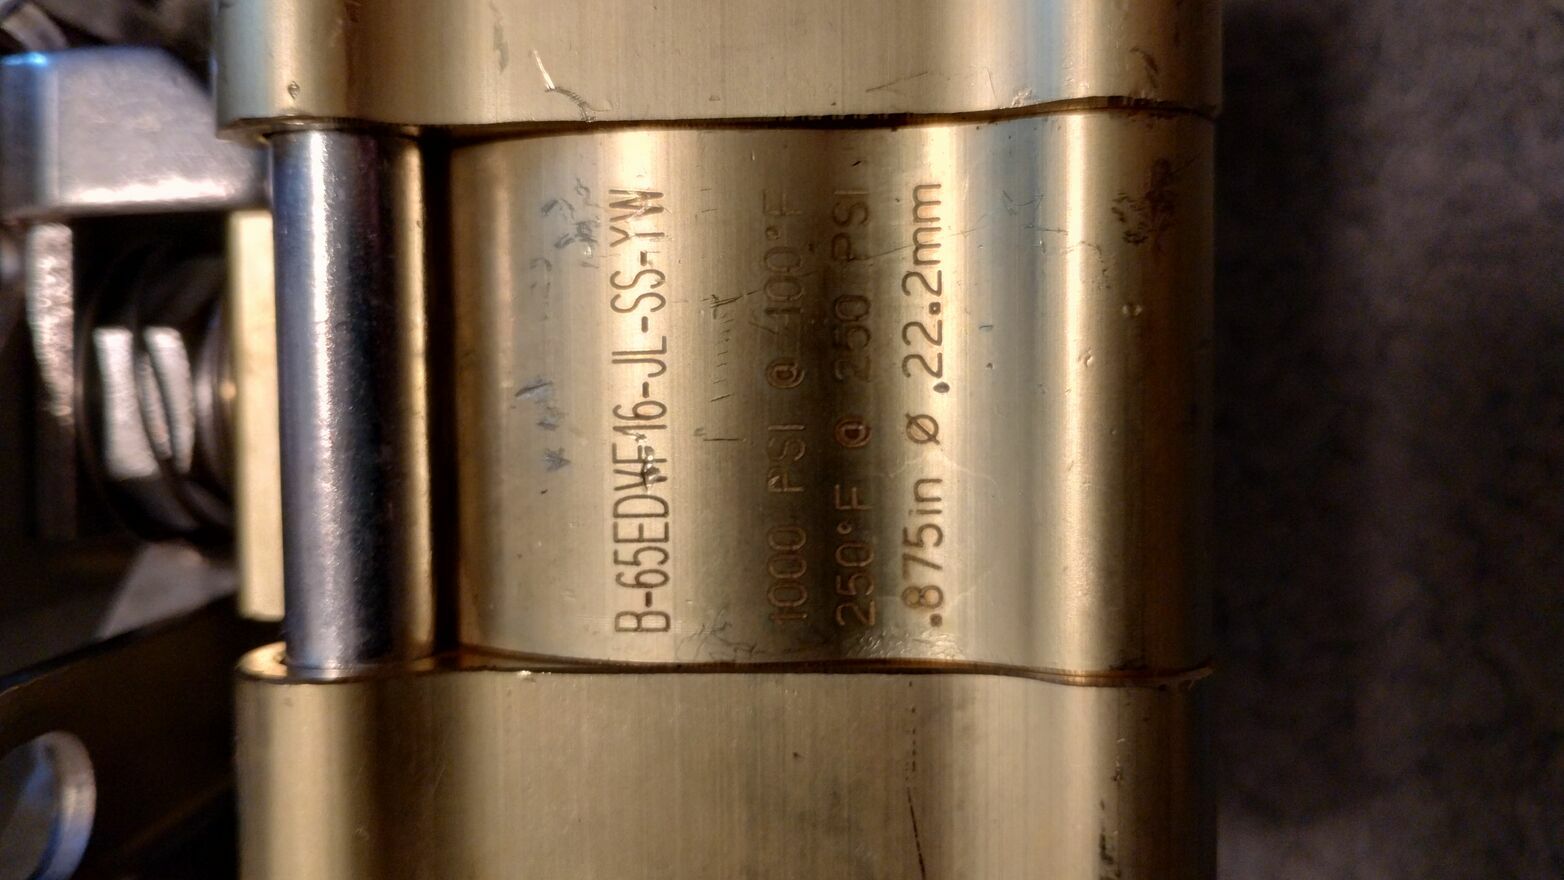 B-65EDVF16-JL-SS-YW
1000 PSI @ 100°F
250°F @ 250 PSI
.875in Ø 22.2mm